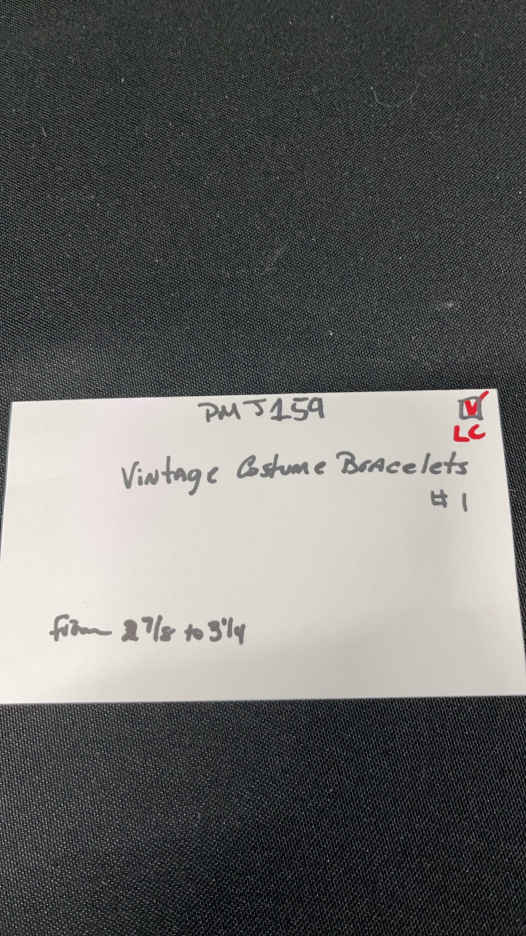 PMJ159
V
LC
Vintage Costume Bracelets
#1
from 2 7/8 to 3 1/4